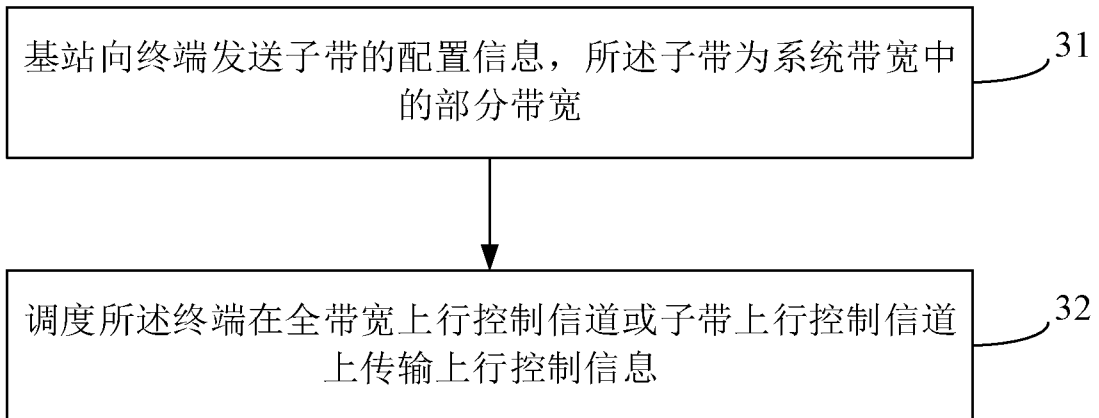 基站向终端发送子带的配置信息，所述子带为系统带宽中
的部分带宽
31
调度所述终端在全带宽上行控制信道或子带上行控制信道
上传输上行控制信息
32